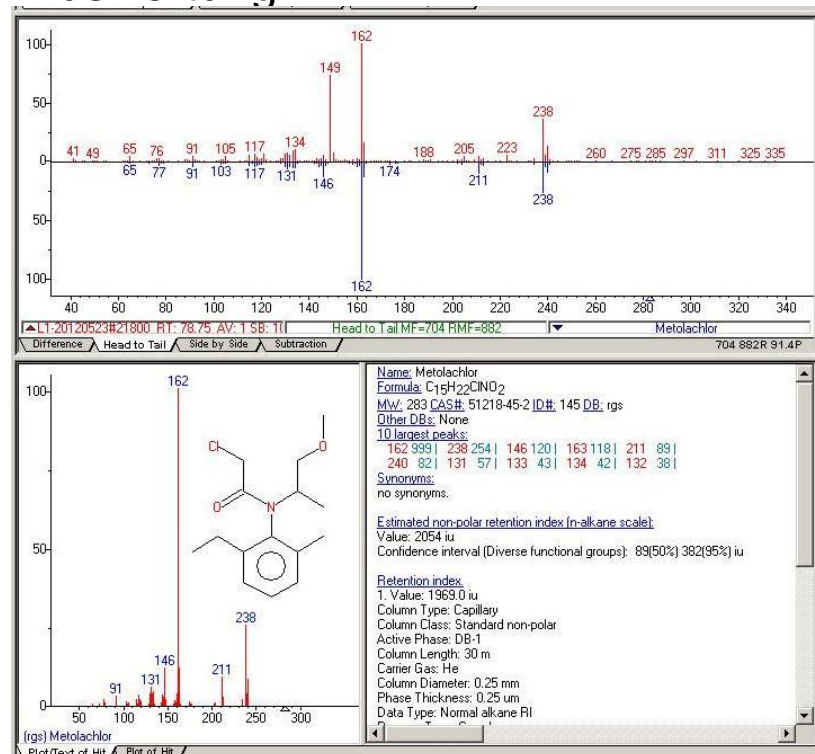 100
162
149
50
238
41 49 65 76 91 105 117 134 188 205 223 260 275 285 297 311 325 335
0
65 77 91 103 117 131 146 174 211
238
50
100
162
40 60 80 100 120 140 160 180 200 220 240 260 280 300 320 340
L1-20120523#21800 RT: 78.75 AV: 1 SB: 1( Head to Tail MF=704 RMF=882 Metolachlor
Difference Head to Tail Side by Side Subtraction 704 882R 91.4P
162
100
Cl O
O N
50
238
146
131 211
91
50 100 150 200 250 300
(rgs) Metolachlor
Plot/Text of Hit Plot of Hit
Name: Metolachlor
Formula: C15H22ClNO2
MW: 283 CAS#: 51218-45-2 ID#: 145 DB: rgs
Other DBs: None
10 largest peaks:
162 999 | 238 254 | 146 120 | 163 118 | 211 89 |
240 82 | 131 57 | 133 43 | 134 42 | 132 38 |
Synonyms:
no synonyms.
Estimated non-polar retention index (n-alkane scale):
Value: 2054 iu
Confidence interval (Diverse functional groups): 89(50%) 382(95%) iu
Retention index.
1. Value: 1969.0 iu
Column Type: Capillary
Column Class: Standard non-polar
Active Phase: DB-1
Column Length: 30 m
Carrier Gas: He
Column Diameter: 0.25 mm
Phase Thickness: 0.25 um
Data Type: Normal alkane RI